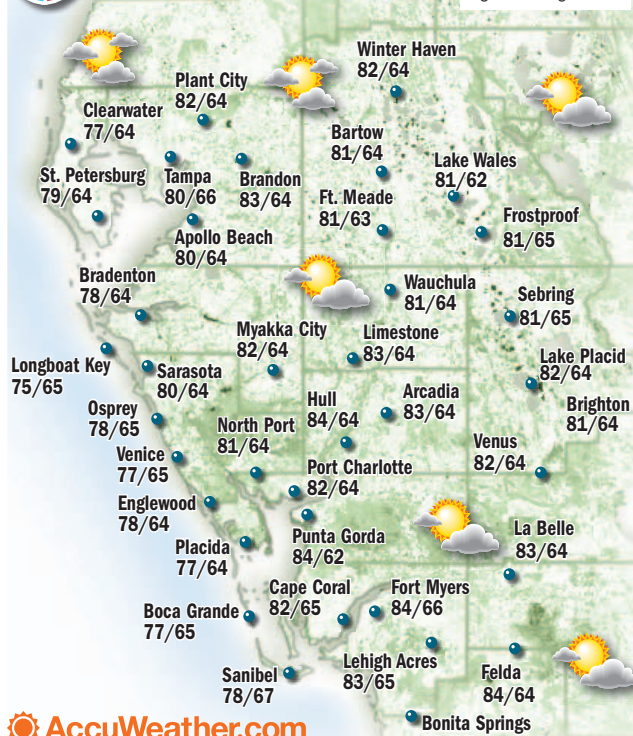 Winter Haven
82/64
Plant City
82/64
Clearwater
77/64
Bartow
81/64
Lake Wales
81/62
St. Petersburg
79/64
Tampa
80/66
Brandon
83/64
Ft. Meade
81/63
Frostproof
81/65
Apollo Beach
80/64
Bradenton
78/64
Wauchula
81/64
Sebring
81/65
Myakka City
82/64
Limestone
83/64
Longboat Key
75/65
Sarasota
80/64
Lake Placid
82/64
Hull
84/64
Arcadia
83/64
Brighton
81/64
Osprey
78/65
North Port
81/64
Venice
77/65
Venus
82/64
Port Charlotte
82/64
Englewood
78/64
Punta Gorda
84/62
La Belle
83/64
Placida
77/64
Cape Coral
82/65
Fort Myers
84/66
Boca Grande
77/65
Lehigh Acres
83/65
Felda
84/64
Sanibel
78/67
Bonita Springs
AccuWeather.com